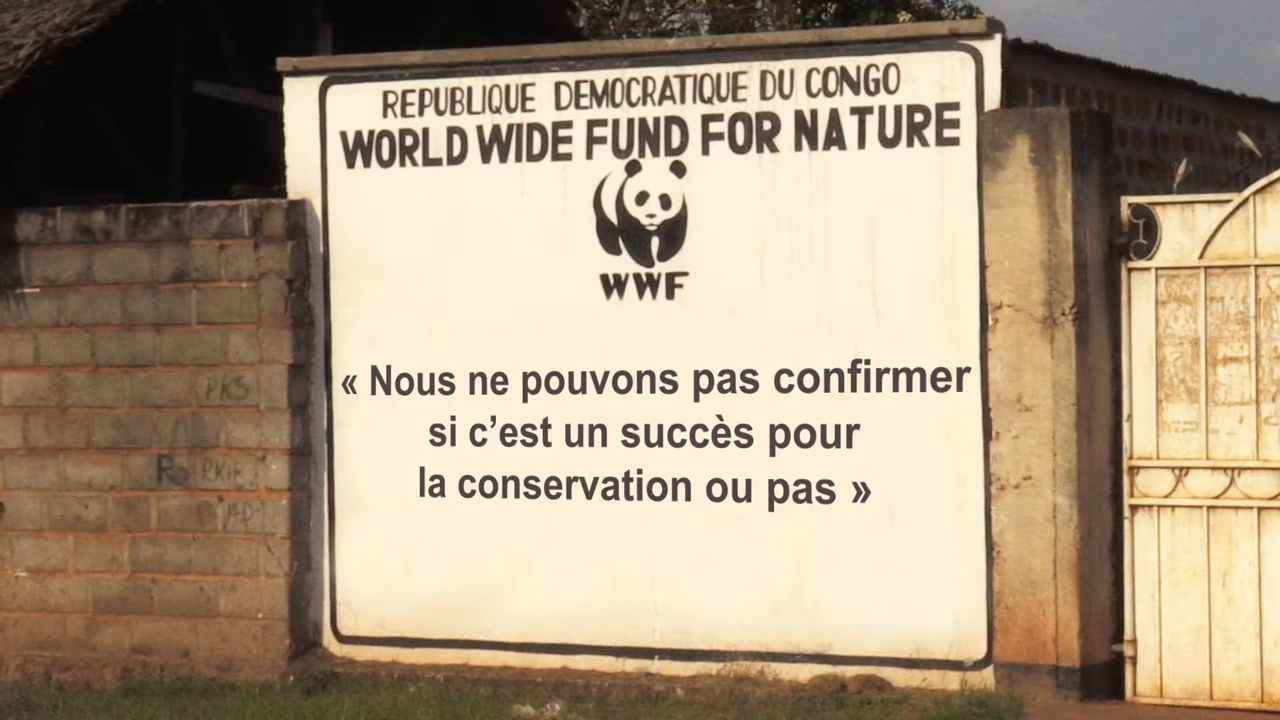 REPUBLIQUE DEMOCRATIQUE DU CONGO
WORLD WIDE FUND FOR NATURE
WWF
« Nous ne pouvons pas confirmer
si c’est un succès pour
la conservation ou pas »
PKS